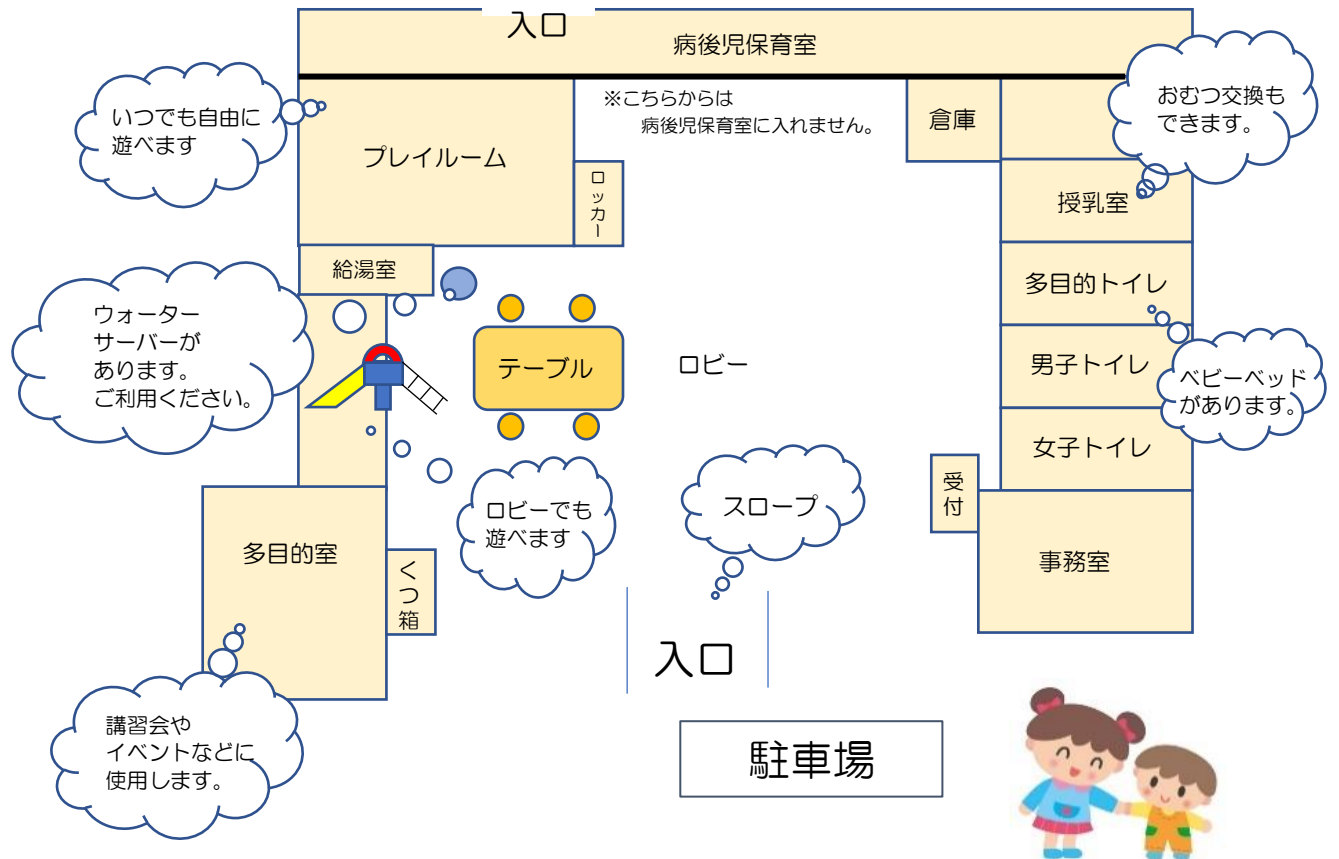 入口
病後児保育室
いつでも自由に
遊べます
※こちらからは
病後児保育室に入れません。
倉庫
おむつ交換も
できます。
プレイルーム
ロッカー
授乳室
給湯室
多目的トイレ
ウォーター
サーバーが
あります。
ご利用ください。
テーブル
ロビー
男子トイレ
ベビーベッド
があります。
女子トイレ
受付
ロビーでも
遊べます
スロープ
多目的室
くつ箱
事務室
入口
講習会や
イベントなどに
使用します。
駐車場